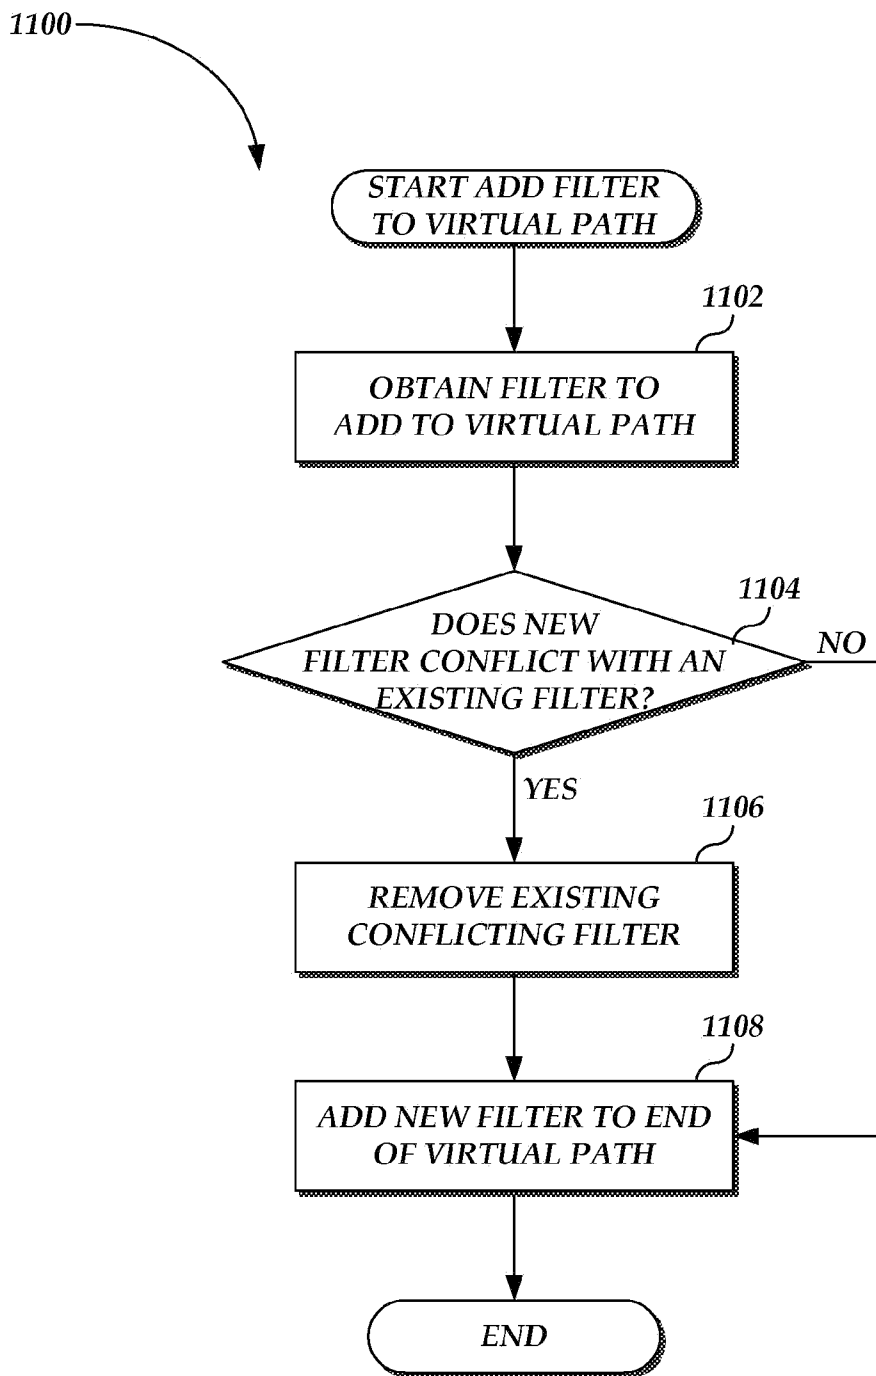 1100
START ADD FILTER
TO VIRTUAL PATH
1102
OBTAIN FILTER TO
ADD TO VIRTUAL PATH
1104
DOES NEW
FILTER CONFLICT WITH AN
EXISTING FILTER?
NO
YES
1106
REMOVE EXISTING
CONFLICTING FILTER
1108
ADD NEW FILTER TO END
OF VIRTUAL PATH
END